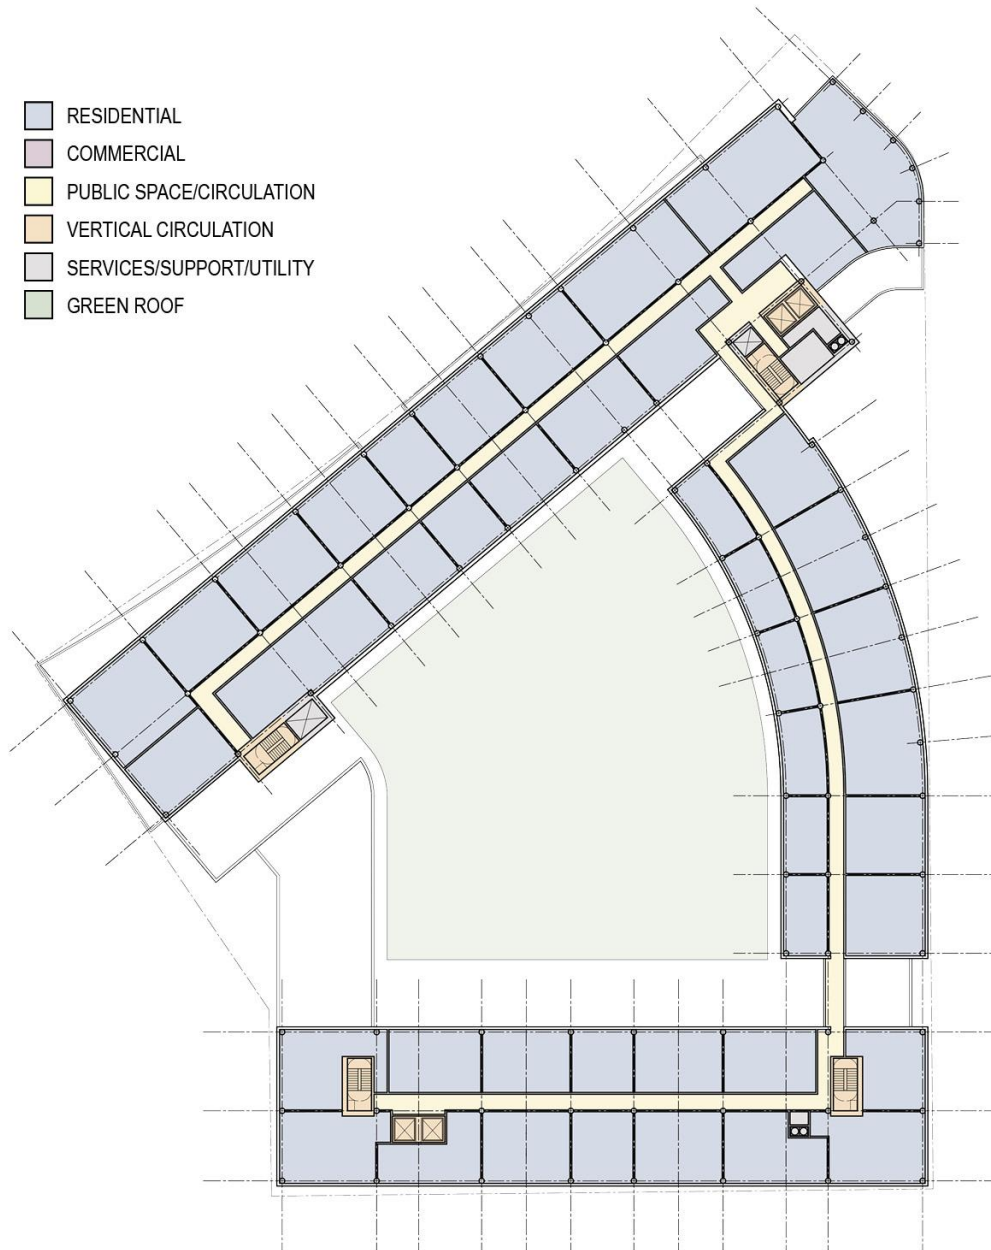 RESIDENTIAL
COMMERCIAL
PUBLIC SPACE/CIRCULATION
VERTICAL CIRCULATION
SERVICES/SUPPORT/UTILITY
GREEN ROOF